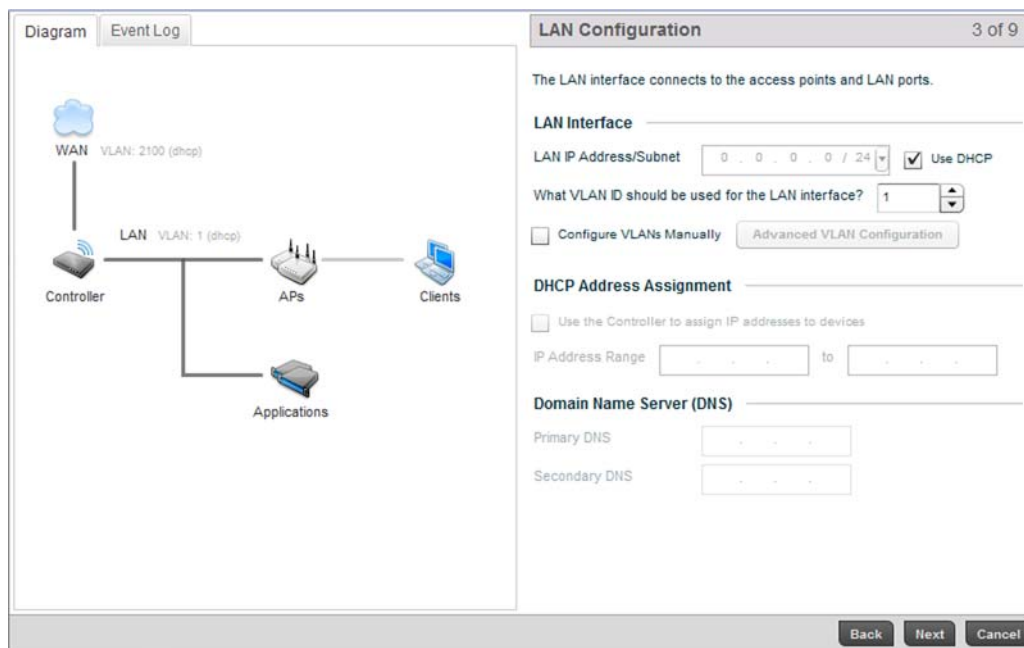 Diagram
Event Log
WAN VLAN: 2100 (dhcp)
LAN VLAN: 1 (dhcp)
Controller
APs
Clients
Applications
LAN Configuration 3 of 9
The LAN interface connects to the access points and LAN ports.
LAN Interface
LAN IP Address/Subnet 0 . 0 . 0 . 0 / 24 Use DHCP
What VLAN ID should be used for the LAN interface? 1
Configure VLANs Manually Advanced VLAN Configuration
DHCP Address Assignment
Use the Controller to assign IP addresses to devices
IP Address Range . . . to . . .
Domain Name Server (DNS)
Primary DNS . . .
Secondary DNS . . .
Back Next Cancel